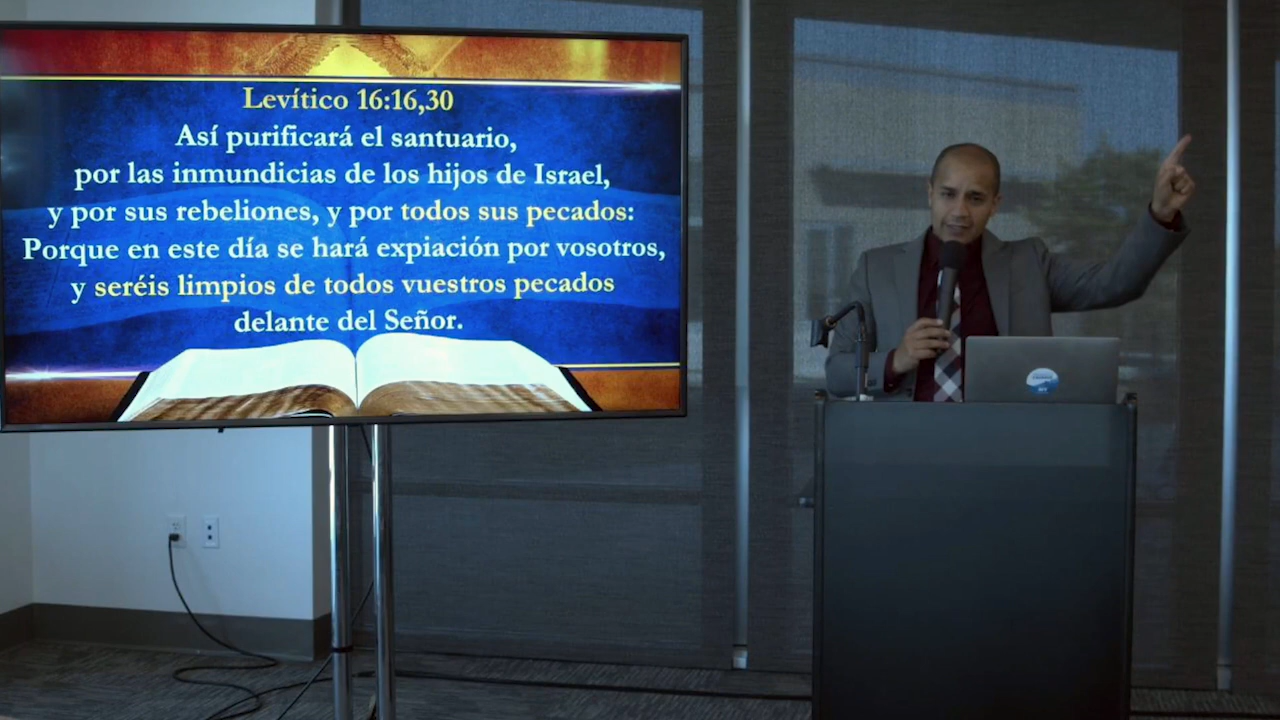 Levítico 16:16,30
Así purificará el santuario,
por las inmundicias de los hijos de Israel,
y por sus rebeliones, y por todos sus pecados:
Porque en este día se hará expiación por vosotros,
y seréis limpios de todos vuestros pecados
delante del Señor.